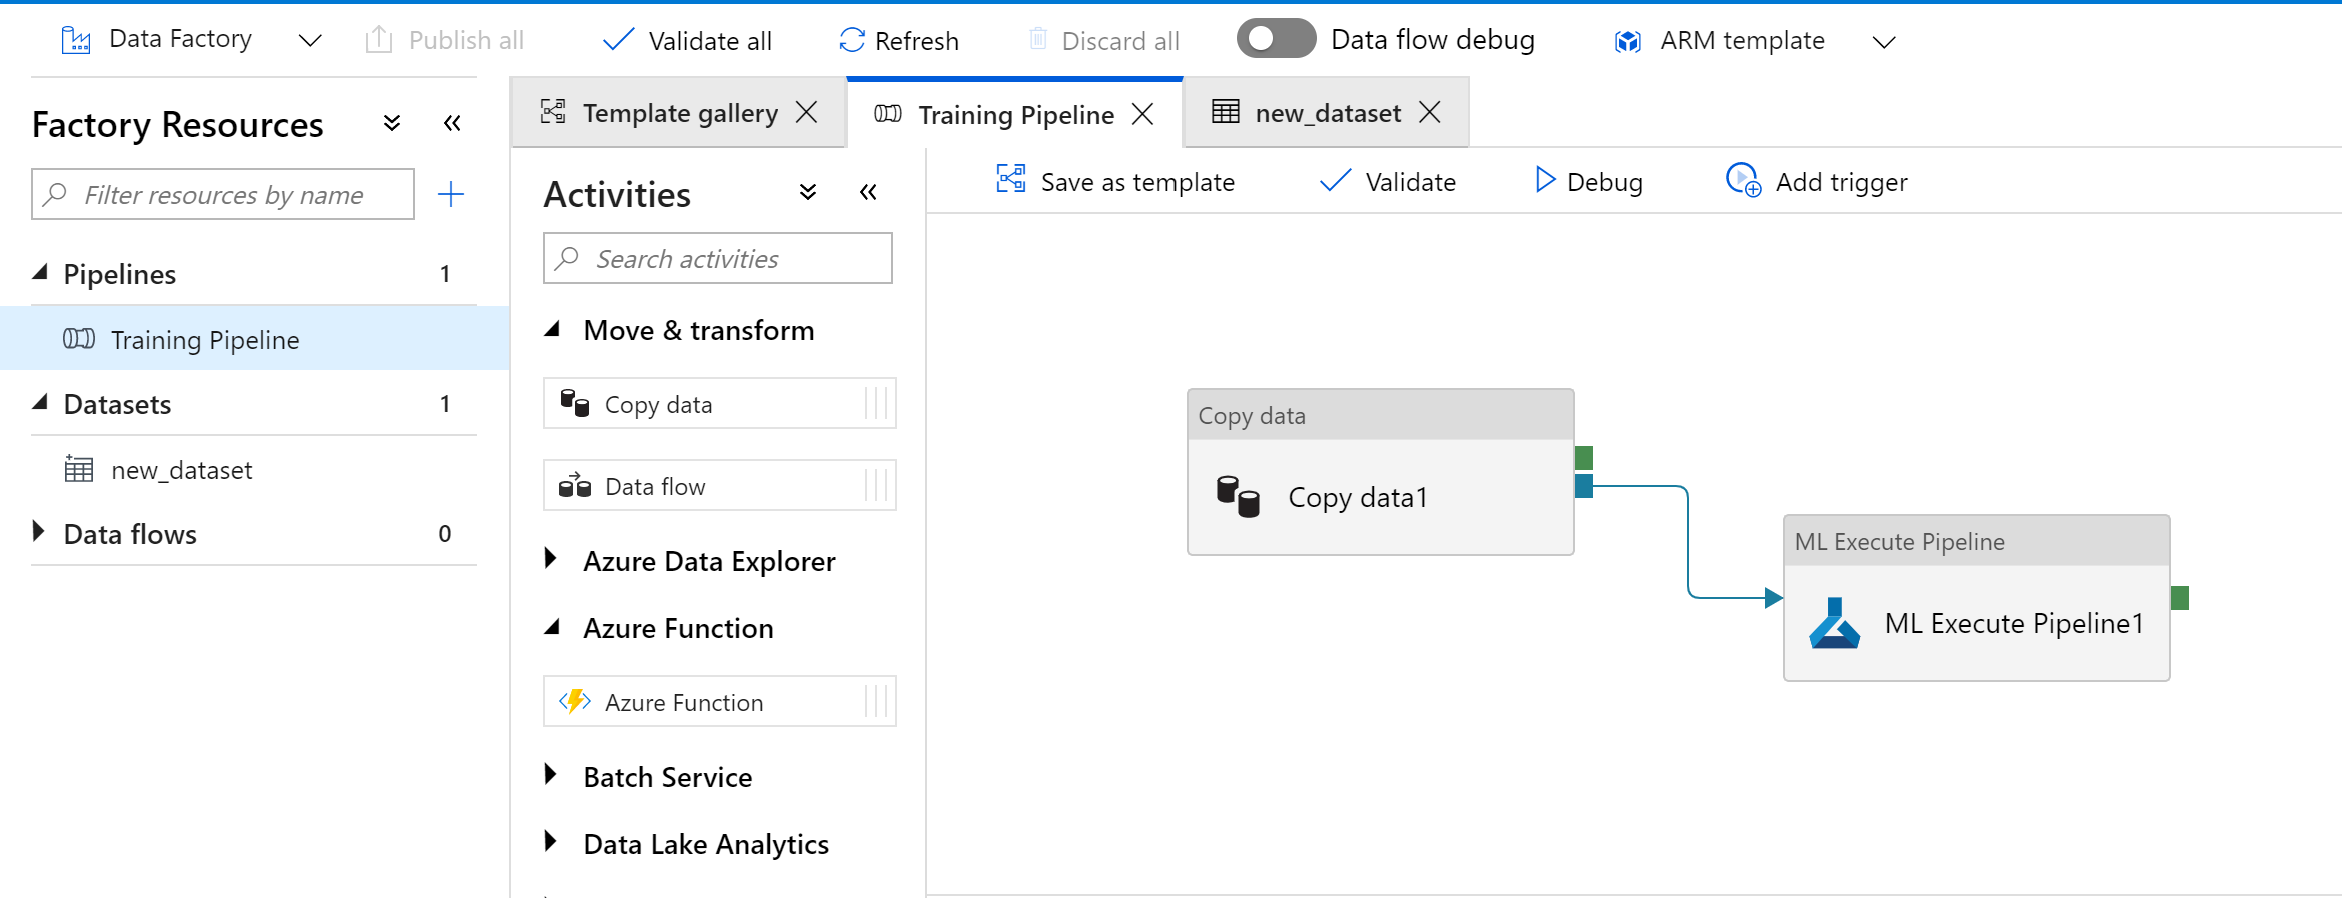 Data Factory
Publish all
Validate all
Refresh
Discard all
Data flow debug
ARM template
Factory Resources
Filter resources by name
Pipelines 1
Training Pipeline
Datasets 1
new_dataset
Data flows 0
Template gallery
Training Pipeline
new_dataset
Activities
Search activities
Move & transform
Copy data
Data flow
Azure Data Explorer
Azure Function
Azure Function
Batch Service
Data Lake Analytics
Save as template
Validate
Debug
Add trigger
Copy data
Copy data1
ML Execute Pipeline
ML Execute Pipeline1